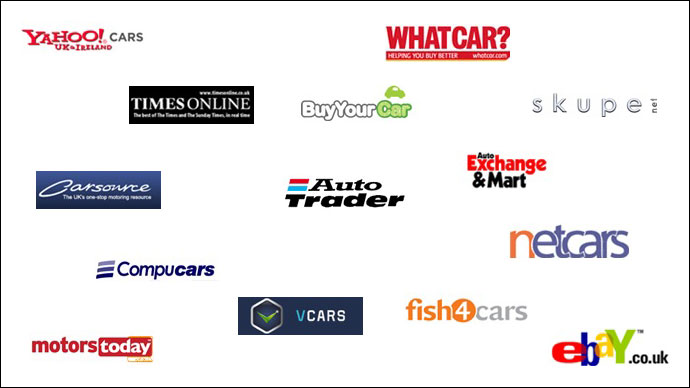 YAHOO! CARS
UK & IRELAND
WHATCAR?
HELPING YOU BUY BETTER whatcar.com
www.timesonline.co.uk
TIMESONLINE
The best of The Times and The Sunday Times, in real time
BuyYourCar
skupe net
Carsource
The UK's one-stop motoring resource
Auto Trader
Auto
Exchange
& Mart
netcars
Compucars
VCARS
fish4cars
motorstoday
ebaY.co.uk
TM